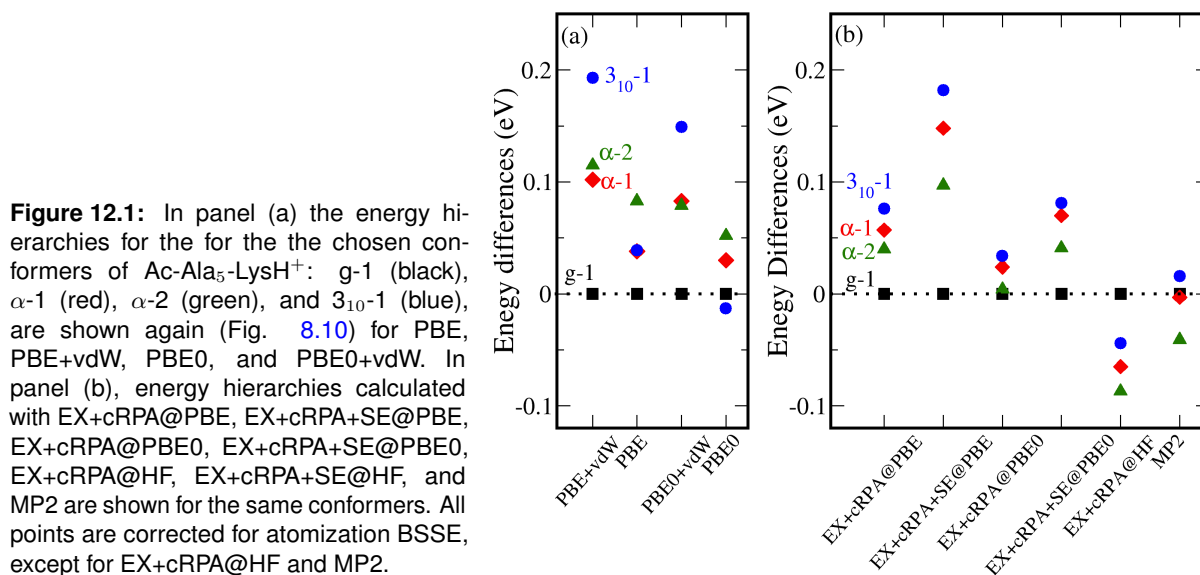 Figure 12.1: In panel (a) the energy hi-
erarchies for the for the the chosen con-
formers of Ac-Ala₅-LysH⁺: g-1 (black),
α-1 (red), α-2 (green), and 3₁₀-1 (blue),
are shown again (Fig. 8.10) for PBE,
PBE+vdW, PBE0, and PBE0+vdW. In
panel (b), energy hierarchies calculated
with EX+cRPA@PBE, EX+cRPA+SE@PBE,
EX+cRPA@PBE0, EX+cRPA+SE@PBE0,
EX+cRPA@HF, EX+cRPA+SE@HF, and
MP2 are shown for the same conformers. All
points are corrected for atomization BSSE,
except for EX+cRPA@HF and MP2.
(a)
Energy differences (eV)
0.2
0.1
0
-0.1
3₁₀-1
α-2
α-1
PBE+vdW
PBE
PBE0+vdW
PBE0
(b)
Energy Differences (eV)
0.2
0.1
0
-0.1
3₁₀-1
α-1
α-2
g-1
EX+cRPA@PBE
EX+cRPA+SE@PBE
EX+cRPA@PBE0
EX+cRPA+SE@PBE0
EX+cRPA@HF
MP2